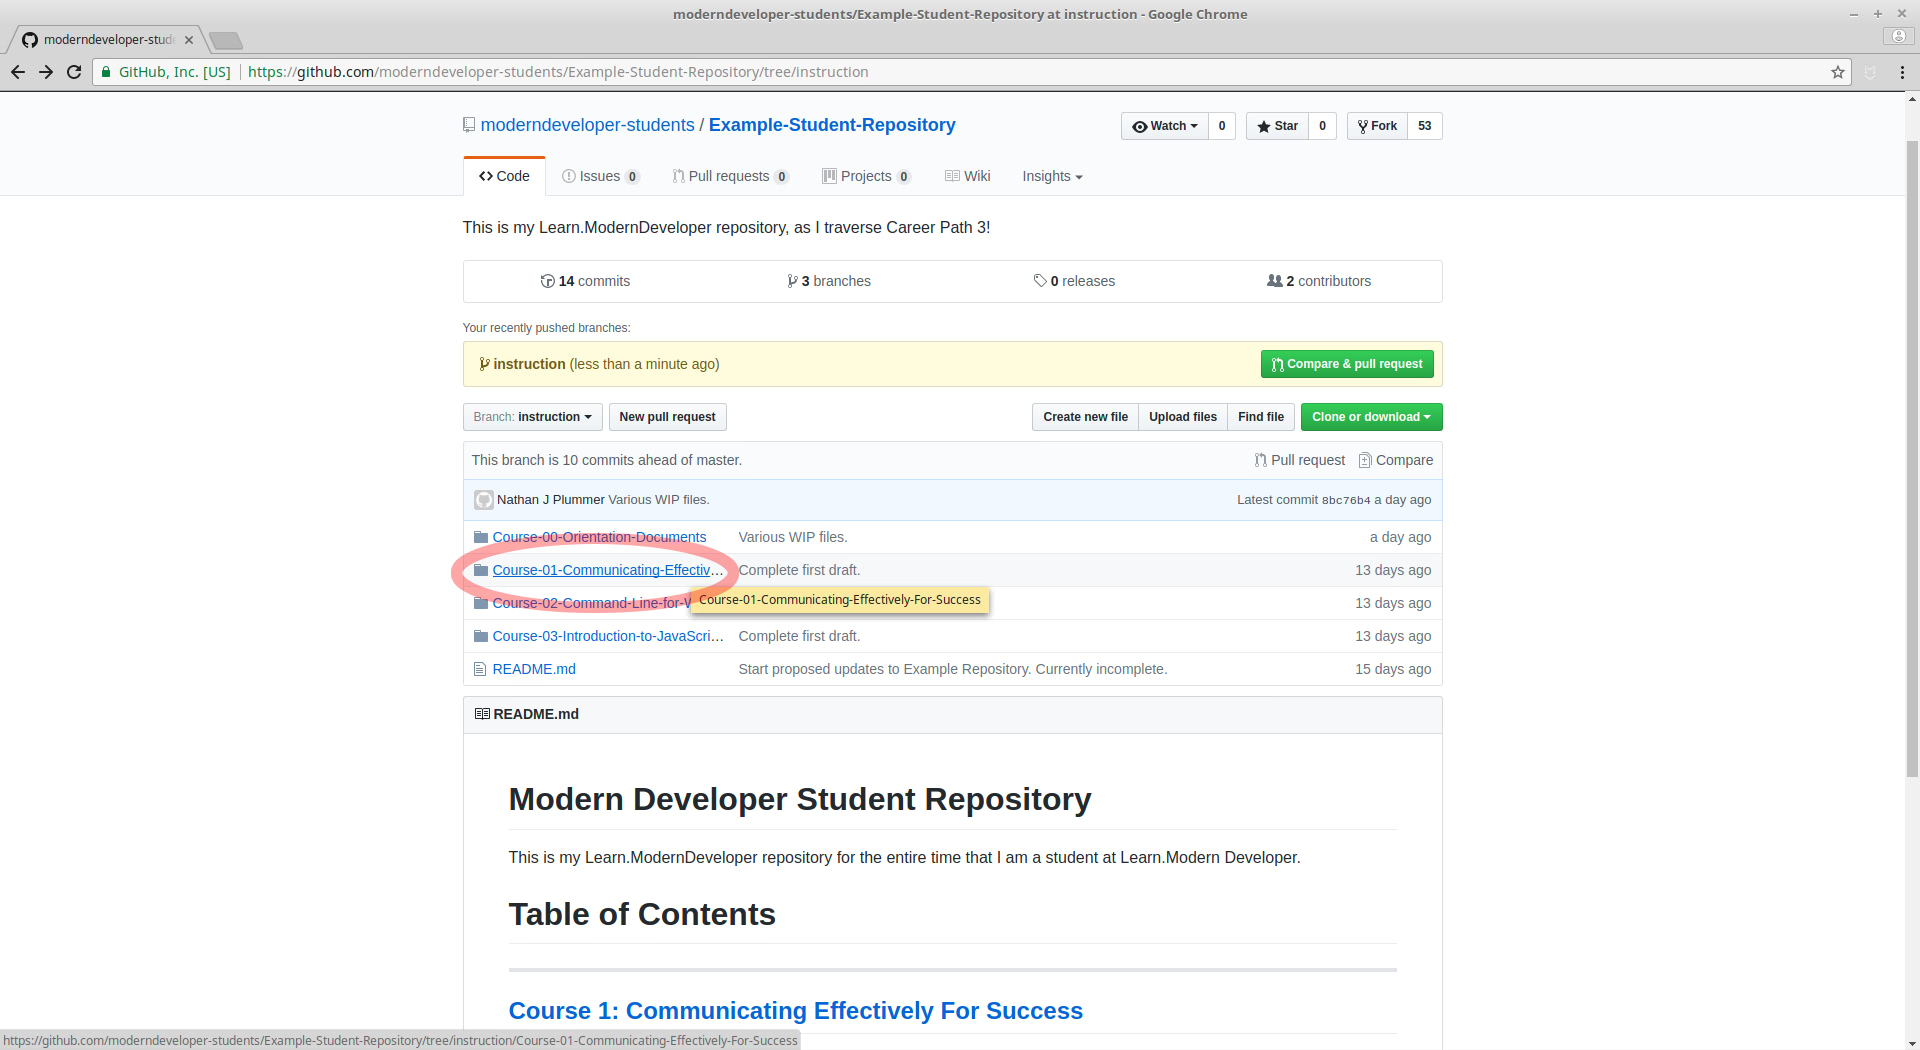 moderndeveloper-students/Example-Student-Repository at instruction - Google Chrome
moderndeveloper-stud
GitHub, Inc. [US] https://github.com/moderndeveloper-students/Example-Student-Repository/tree/instruction
moderndeveloper-students / Example-Student-Repository
Watch 0 Star 0 Fork 53
Code Issues 0 Pull requests 0 Projects 0 Wiki Insights
This is my Learn.ModernDeveloper repository, as I traverse Career Path 3!
14 commits 3 branches 0 releases 2 contributors
Your recently pushed branches:
instruction (less than a minute ago) Compare & pull request
Branch: instruction New pull request Create new file Upload files Find file Clone or download
This branch is 10 commits ahead of master. Pull request Compare
Nathan J Plummer Various WIP files. Latest commit 8bc76b4 a day ago
Course-00-Orientation-Documents Various WIP files. a day ago
Course-01-Communicating-Effectiv… Complete first draft. 13 days ago
Course-02-Command-Line-for-W 13 days ago
Course-01-Communicating-Effectively-For-Success
Course-03-Introduction-to-JavaScri… Complete first draft. 13 days ago
README.md Start proposed updates to Example Repository. Currently incomplete. 15 days ago
README.md
Modern Developer Student Repository
This is my Learn.ModernDeveloper repository for the entire time that I am a student at Learn.Modern Developer.
Table of Contents
Course 1: Communicating Effectively For Success
https://github.com/moderndeveloper-students/Example-Student-Repository/tree/instruction/Course-01-Communicating-Effectively-For-Success